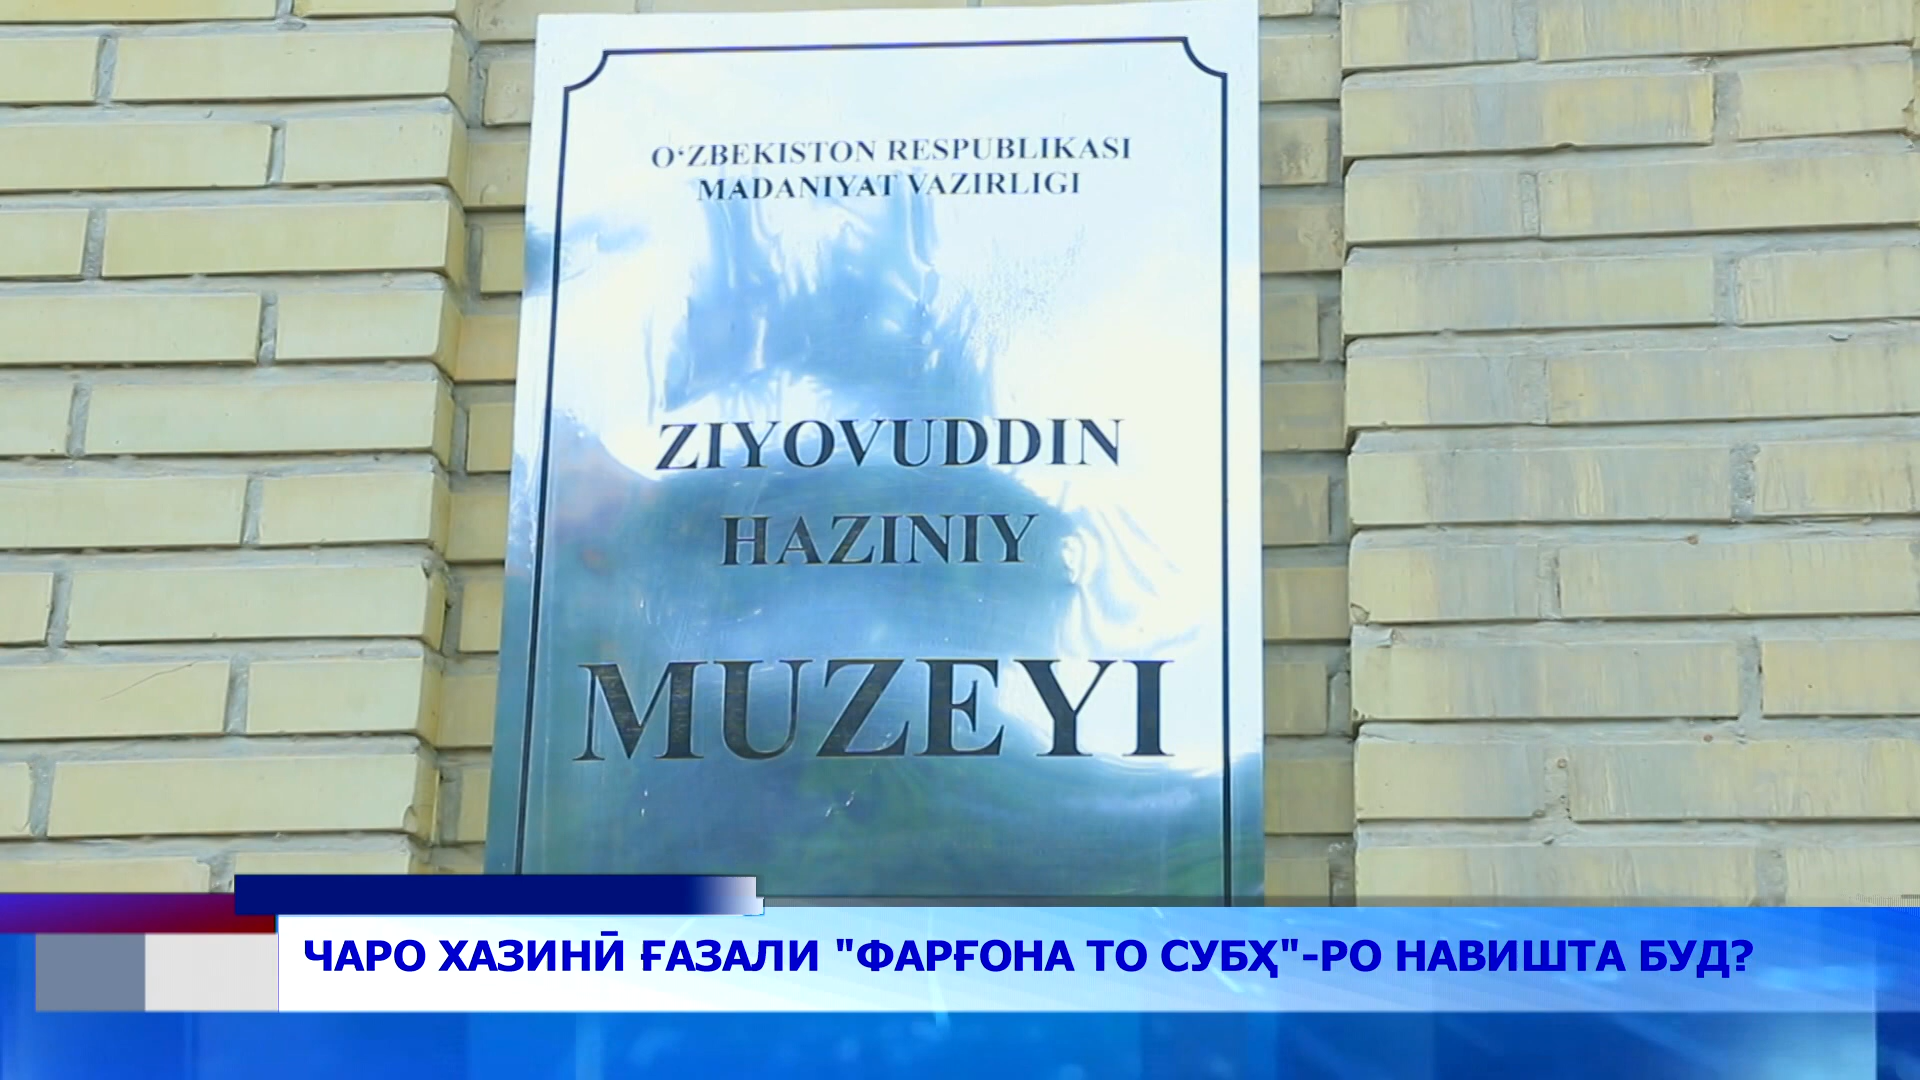 O‘ZBEKISTON RESPUBLIKASI
MADANIYAT VAZIRLIGI
ZIYOVUDDIN
HAZINIY
MUZEYI
ЧАРО ХАЗИНӢ ҒАЗАЛИ "ФАРҒОНА ТО СУБҲ"-РО НАВИШТА БУД?